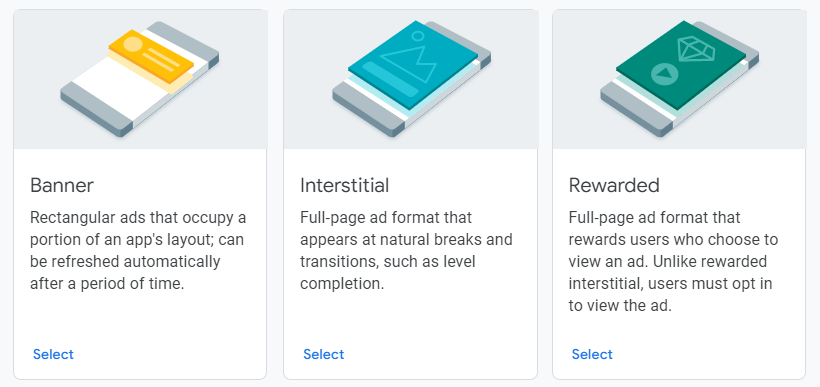 Banner
Rectangular ads that occupy a
portion of an app's layout; can
be refreshed automatically
after a period of time.
Select
Interstitial
Full-page ad format that
appears at natural breaks and
transitions, such as level
completion.
Select
Rewarded
Full-page ad format that
rewards users who choose to
view an ad. Unlike rewarded
interstitial, users must opt in
to view the ad.
Select